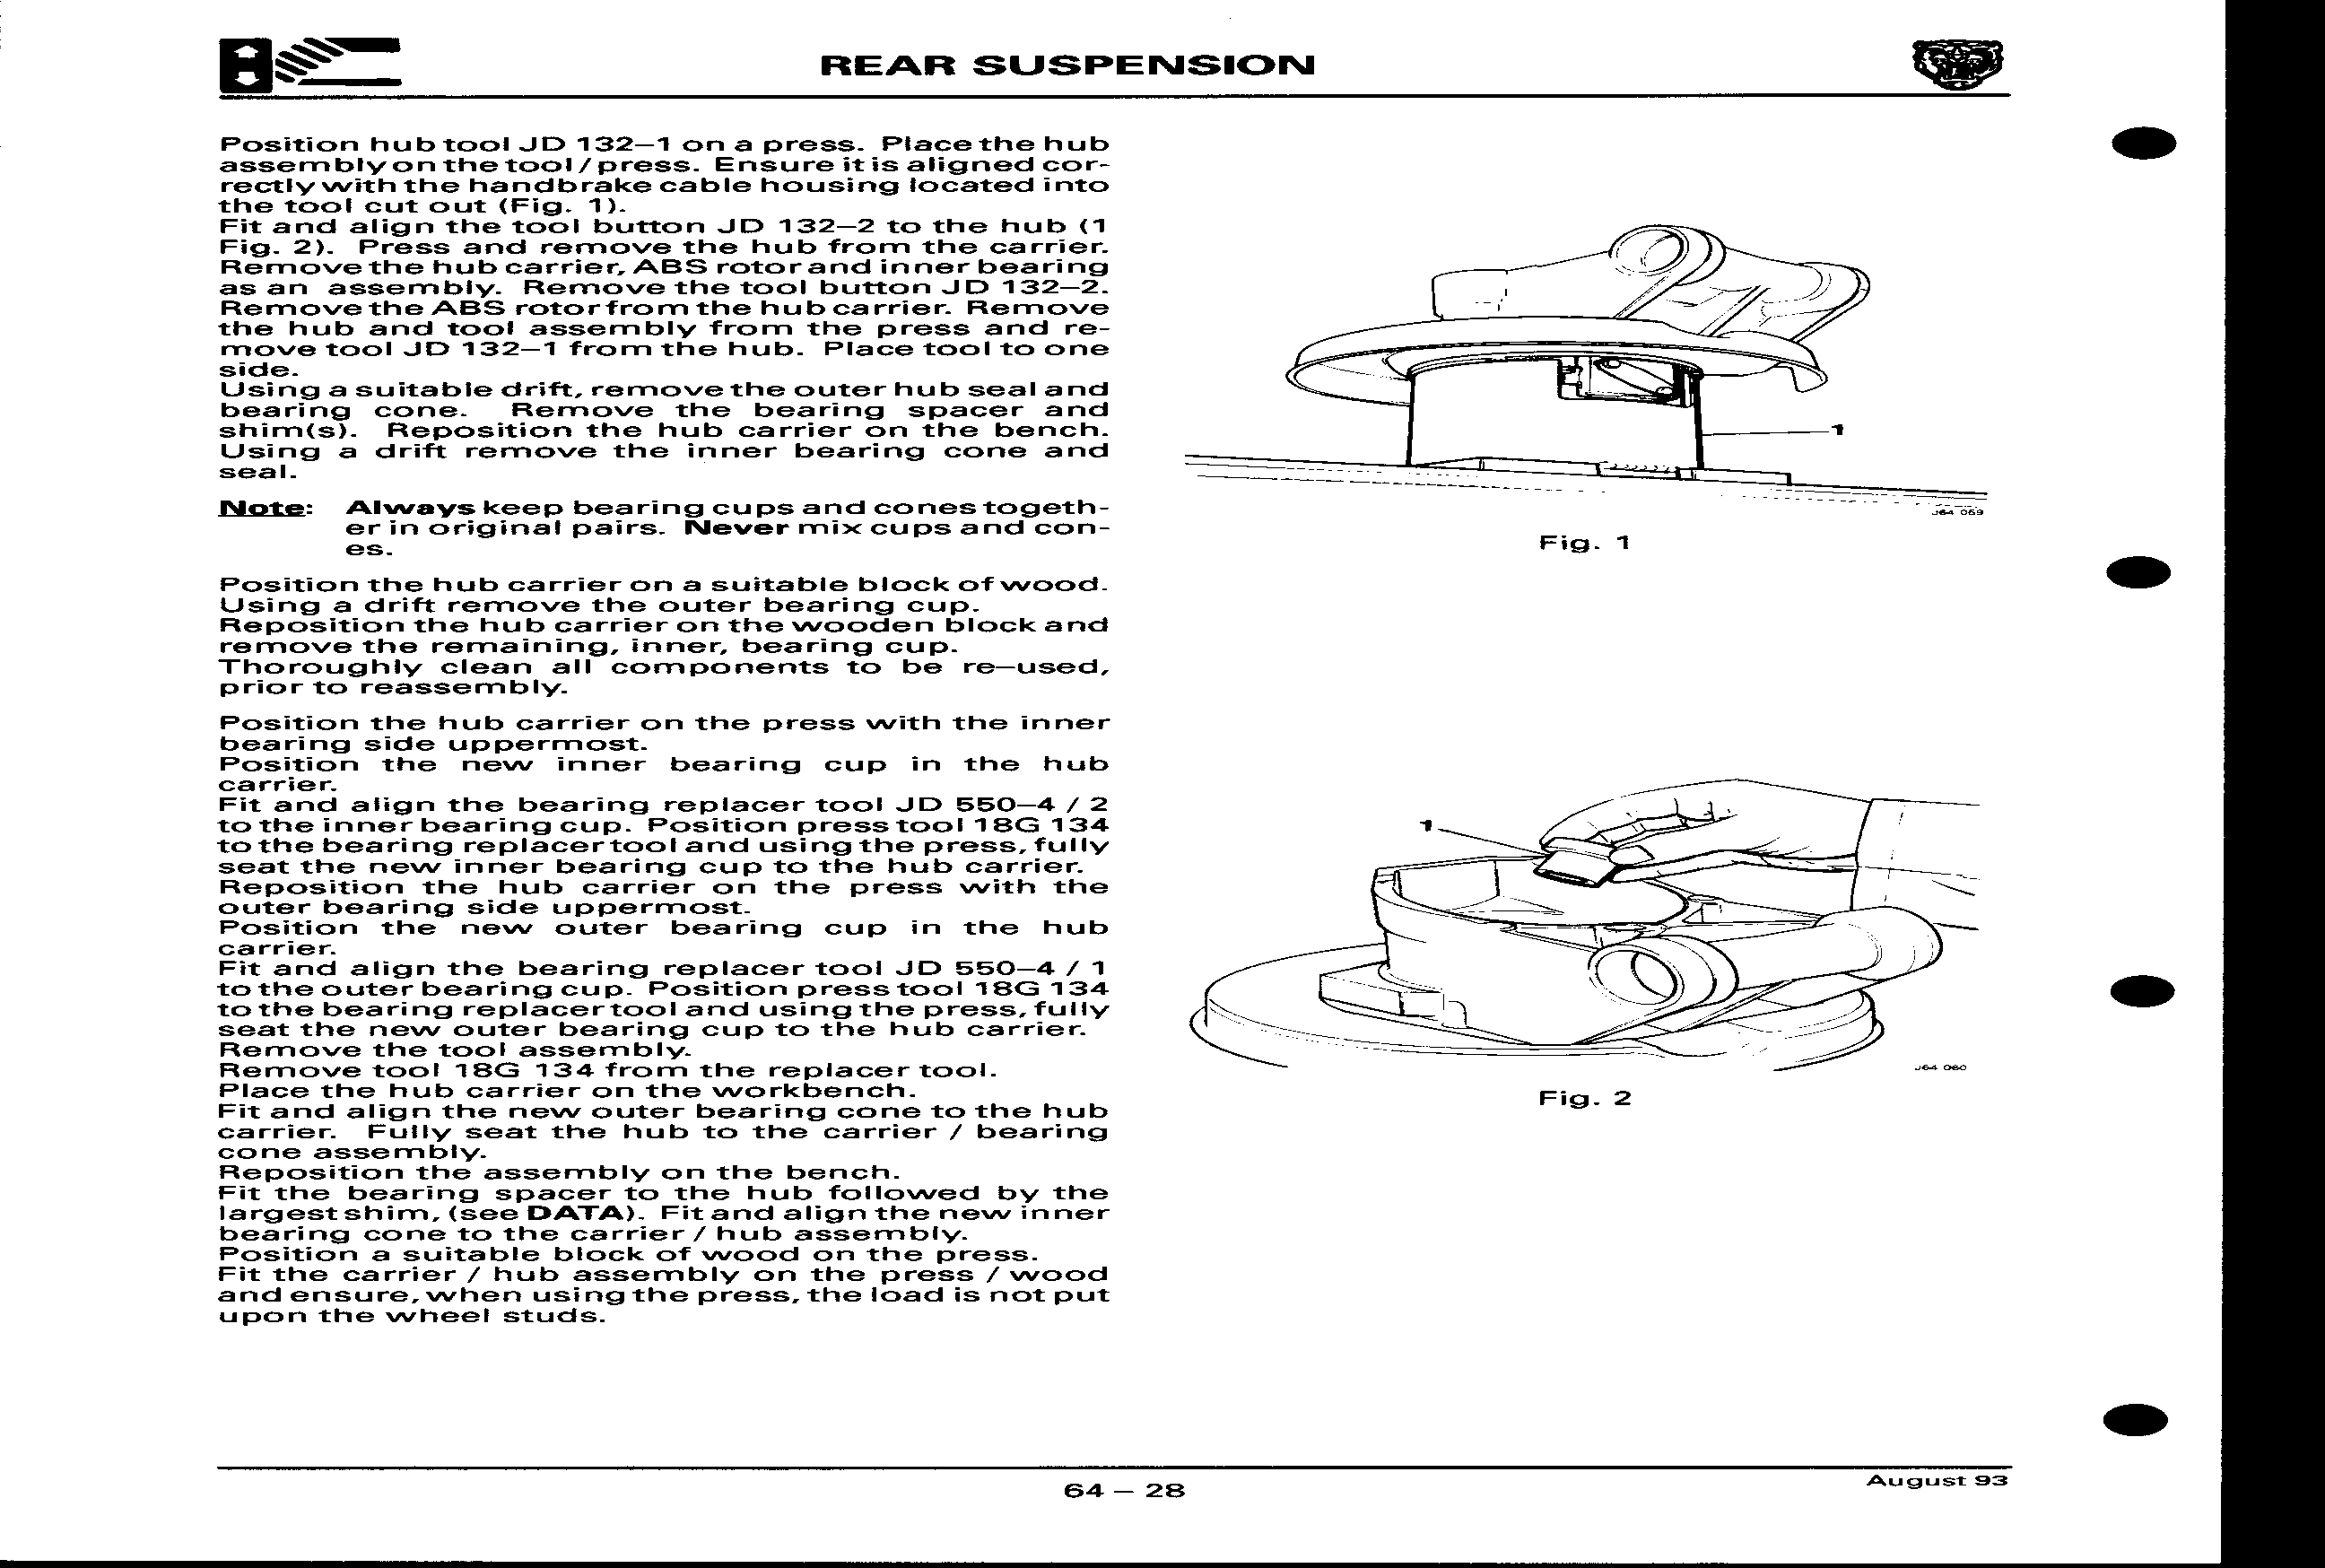 REAR SUSPENSION
Position hub tool JD 132–1 on a press. Place the hub
assembly on the tool / press. Ensure it is aligned cor-
rectly with the handbrake cable housing located into
the tool cut out (Fig. 1).
Fit and align the tool button JD 132–2 to the hub (1
Fig. 2). Press and remove the hub from the carrier.
Remove the hub carrier, ABS rotor and inner bearing
as an assembly. Remove the tool button JD 132–2.
Remove the ABS rotor from the hub carrier. Remove
the hub and tool assembly from the press and re-
move tool JD 132–1 from the hub. Place tool to one
side.
Using a suitable drift, remove the outer hub seal and
bearing cone. Remove the bearing spacer and
shim(s). Reposition the hub carrier on the bench.
Using a drift remove the inner bearing cone and
seal.
Note: Always keep bearing cups and cones togeth-
er in original pairs. Never mix cups and con-
es.
Position the hub carrier on a suitable block of wood.
Using a drift remove the outer bearing cup.
Reposition the hub carrier on the wooden block and
remove the remaining, inner, bearing cup.
Thoroughly clean all components to be re–used,
prior to reassembly.
Position the hub carrier on the press with the inner
bearing side uppermost.
Position the new inner bearing cup in the hub
carrier.
Fit and align the bearing replacer tool JD 550–4 / 2
to the inner bearing cup. Position press tool 18G 134
to the bearing replacer tool and using the press, fully
seat the new inner bearing cup to the hub carrier.
Reposition the hub carrier on the press with the
outer bearing side uppermost.
Position the new outer bearing cup in the hub
carrier.
Fit and align the bearing replacer tool JD 550–4 / 1
to the outer bearing cup. Position press tool 18G 134
to the bearing replacer tool and using the press, fully
seat the new outer bearing cup to the hub carrier.
Remove the tool assembly.
Remove tool 18G 134 from the replacer tool.
Place the hub carrier on the workbench.
Fit and align the new outer bearing cone to the hub
carrier. Fully seat the hub to the carrier / bearing
cone assembly.
Reposition the assembly on the bench.
Fit the bearing spacer to the hub followed by the
largest shim, (see DATA). Fit and align the new inner
bearing cone to the carrier / hub assembly.
Position a suitable block of wood on the press.
Fit the carrier / hub assembly on the press / wood
and ensure, when using the press, the load is not put
upon the wheel studs.
1
J64 059
Fig. 1
1
J64 060
Fig. 2
64 – 28
August 93